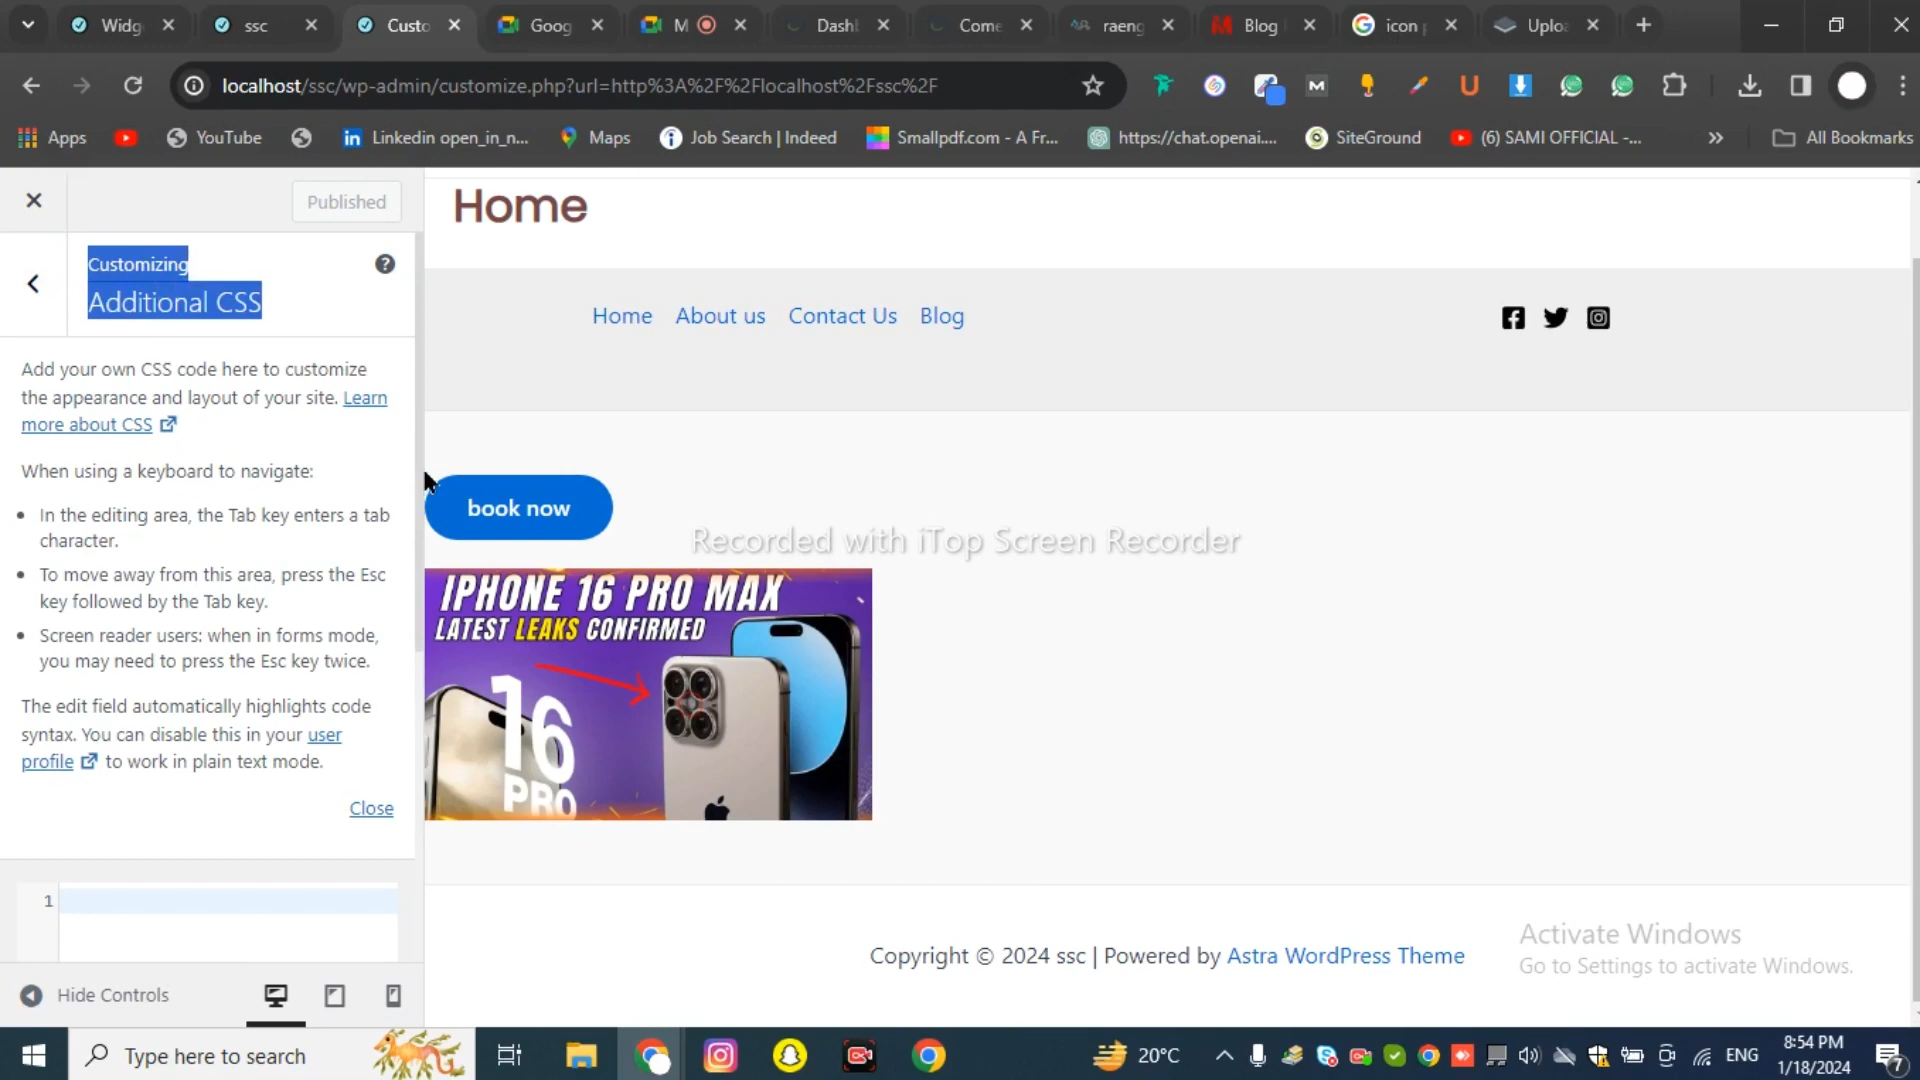 Widg
ssc
Custo
Goog
M
Dashb
Come
raeng
Blog
icon p
Uploa
localhost/ssc/wp-admin/customize.php?url=http%3A%2F%2Flocalhost%2Fssc%2F
Apps
YouTube
Linkedin open_in_n...
Maps
Job Search | Indeed
Smallpdf.com - A Fr...
https://chat.openai....
SiteGround
(6) SAMI OFFICIAL -...
All Bookmarks
Published
Customizing
Additional CSS
Add your own CSS code here to customize
the appearance and layout of your site. Learn
more about CSS
When using a keyboard to navigate:
In the editing area, the Tab key enters a tab
character.
To move away from this area, press the Esc
key followed by the Tab key.
Screen reader users: when in forms mode,
you may need to press the Esc key twice.
The edit field automatically highlights code
syntax. You can disable this in your user
profile to work in plain text mode.
Close
1
Hide Controls
Home
Home
About us
Contact Us
Blog
book now
Recorded with iTop Screen Recorder
IPHONE 16 PRO MAX
LATEST LEAKS CONFIRMED
16
PRO
Copyright © 2024 ssc | Powered by Astra WordPress Theme
Activate Windows
Go to Settings to activate Windows.
Type here to search
20°C
ENG
8:54 PM
1/18/2024
7